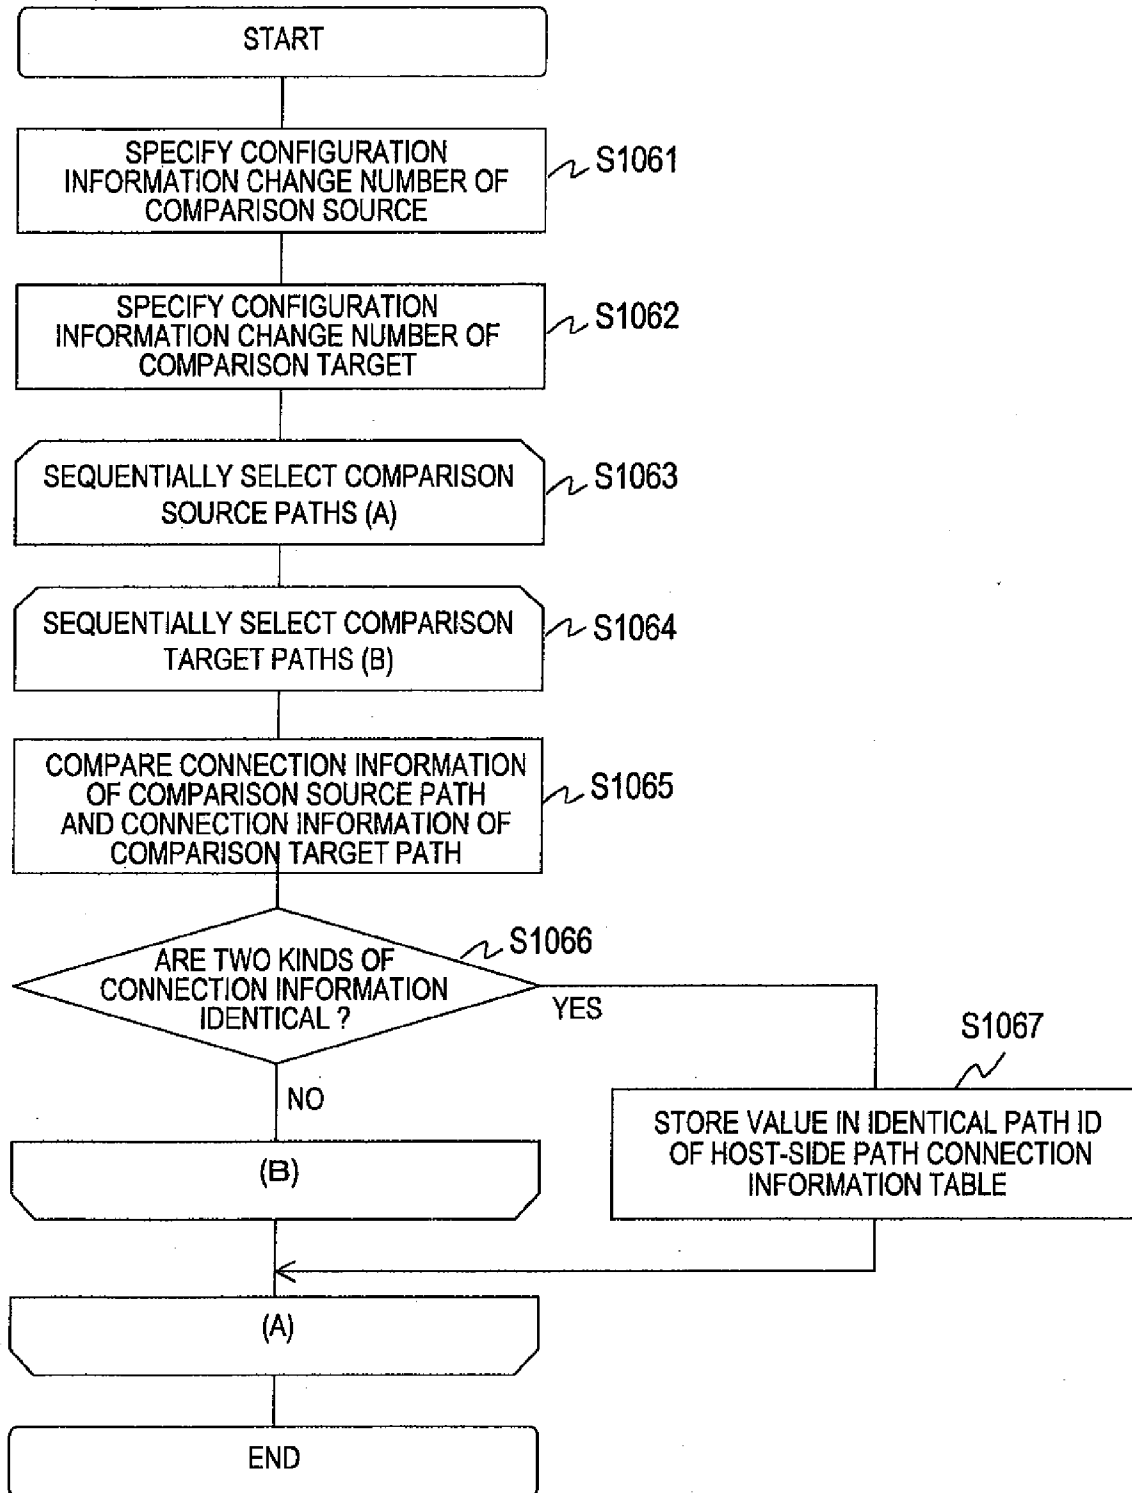 START
SPECIFY CONFIGURATION
INFORMATION CHANGE NUMBER OF
COMPARISON SOURCE
S1061
SPECIFY CONFIGURATION
INFORMATION CHANGE NUMBER OF
COMPARISON TARGET
S1062
SEQUENTIALLY SELECT COMPARISON
SOURCE PATHS (A)
S1063
SEQUENTIALLY SELECT COMPARISON
TARGET PATHS (B)
S1064
COMPARE CONNECTION INFORMATION
OF COMPARISON SOURCE PATH
AND CONNECTION INFORMATION OF
COMPARISON TARGET PATH
S1065
ARE TWO KINDS OF
CONNECTION INFORMATION
IDENTICAL ?
S1066
YES
NO
S1067
STORE VALUE IN IDENTICAL PATH ID
OF HOST-SIDE PATH CONNECTION
INFORMATION TABLE
(B)
(A)
END